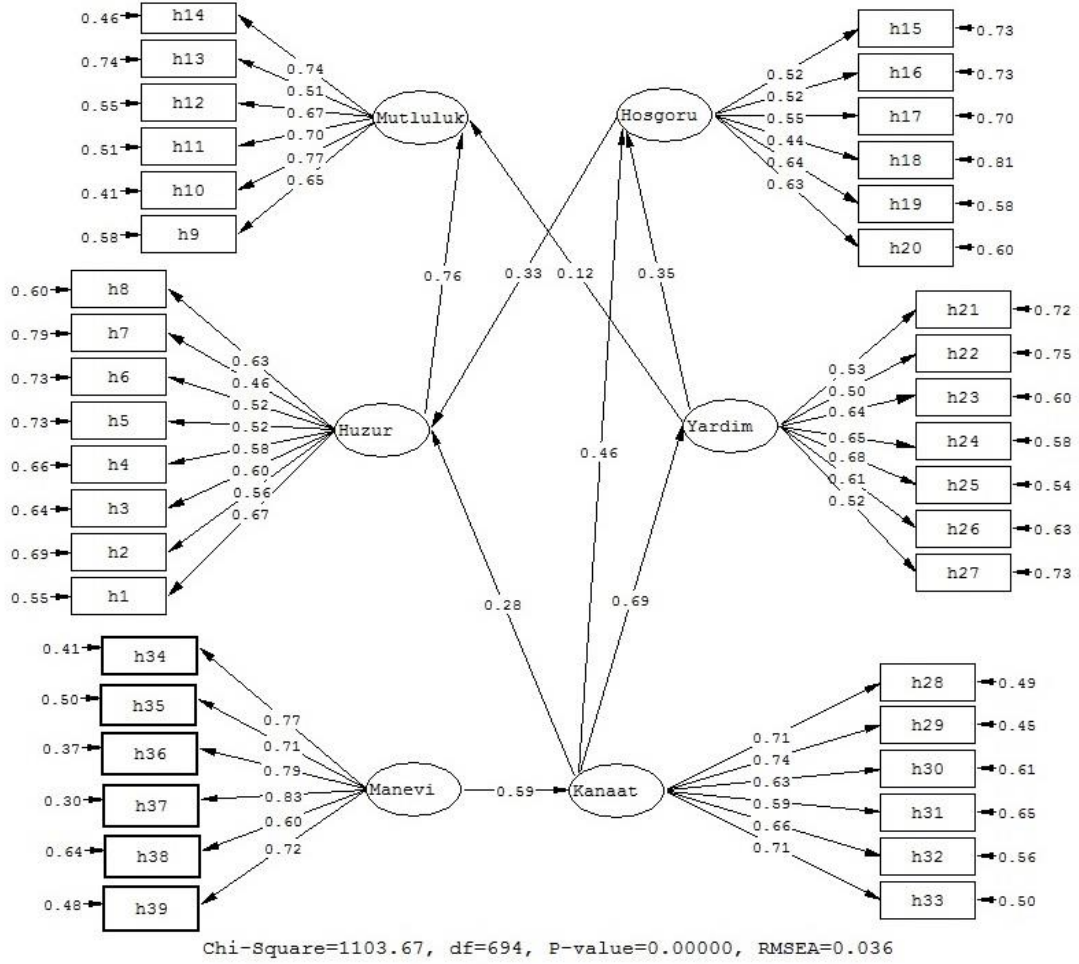 0.46 h14
0.74 h13
0.55 h12
0.51 h11
0.41 h10
0.58 h9
0.74
0.51
0.67
0.70
0.77
0.65
Mutluluk
Hosgoru
0.52
0.52
0.55
0.44
0.64
0.63
h15 0.73
h16 0.73
h17 0.70
h18 0.81
h19 0.58
h20 0.60
0.76
0.33
0.12
0.35
0.60 h8
0.79 h7
0.73 h6
0.73 h5
0.66 h4
0.64 h3
0.69 h2
0.55 h1
0.63
0.46
0.52
0.52
0.58
0.60
0.56
0.67
Huzur
Yardim
0.53
0.50
0.64
0.65
0.68
0.61
0.52
h21 0.72
h22 0.75
h23 0.60
h24 0.58
h25 0.54
h26 0.63
h27 0.73
0.46
0.28
0.69
0.41 h34
0.50 h35
0.37 h36
0.30 h37
0.64 h38
0.48 h39
0.77
0.71
0.79
0.83
0.60
0.72
Manevi
0.59
Kanaat
0.71
0.74
0.63
0.59
0.66
0.71
h28 0.49
h29 0.45
h30 0.61
h31 0.65
h32 0.56
h33 0.50
Chi-Square=1103.67, df=694, P-value=0.00000, RMSEA=0.036